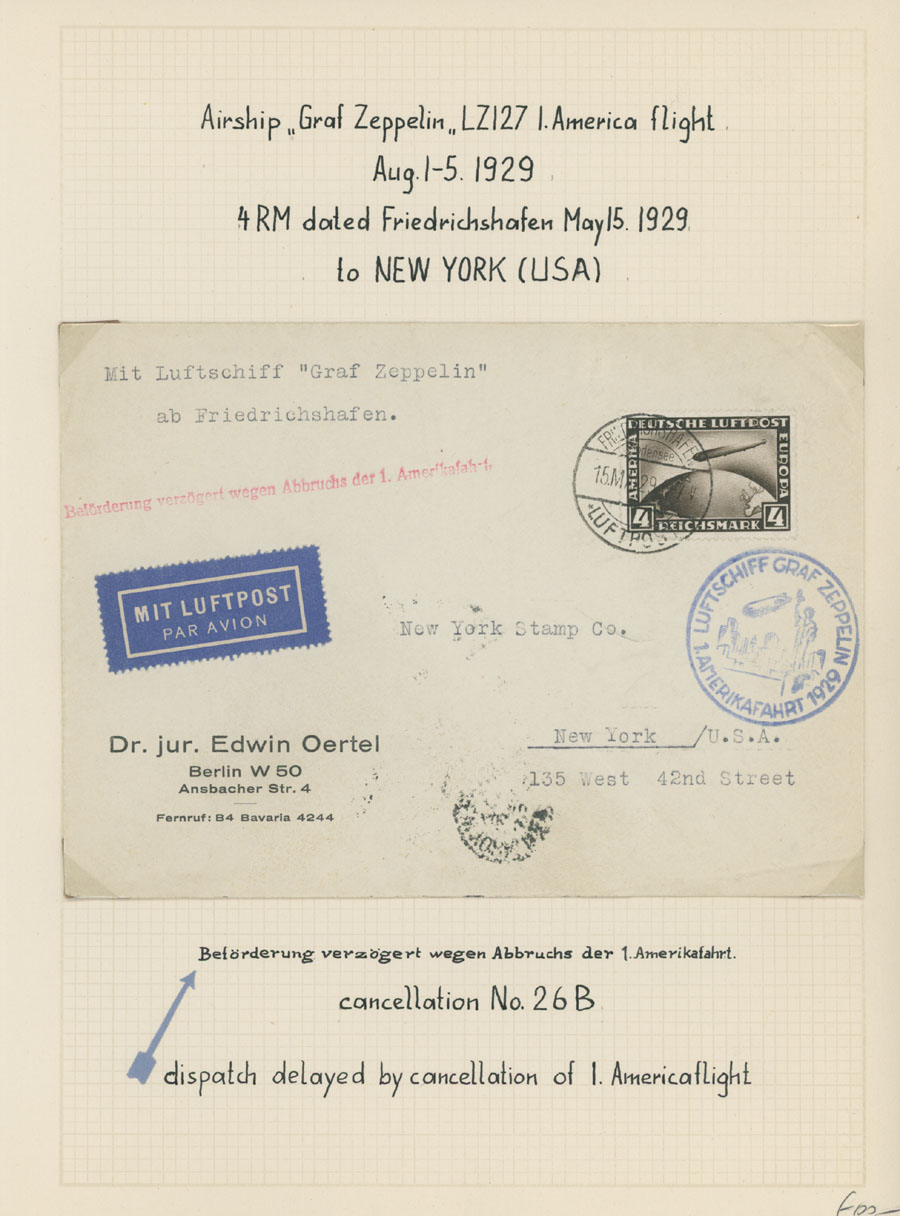 Airship „Graf Zeppelin„ LZ127 1. America flight
Aug. 1-5. 1929
4 RM dated Friedrichshafen May 15. 1929
to NEW YORK (USA)
Mit Luftschiff "Graf Zeppelin"
ab Friedrichshafen.
Beförderung verzögert wegen Abbruchs der 1. Amerikafahrt
DEUTSCHE LUFTPOST
AMERIKA
EUROPA
4 REICHSMARK 4
15.M
29
LUFTPOST
MIT LUFTPOST
PAR AVION
LUFTSCHIFF GRAF ZEPPELIN
1. AMERIKAFAHRT 1929
New York Stamp Co.
New York /U.S.A.
135 West 42nd Street
Dr. jur. Edwin Oertel
Berlin W 50
Ansbacher Str. 4
Fernruf: B4 Bavaria 4244
Beförderung verzögert wegen Abbruchs der 1. Amerikafahrt.
cancellation No. 26 B
dispatch delayed by cancellation of 1. Americaflight